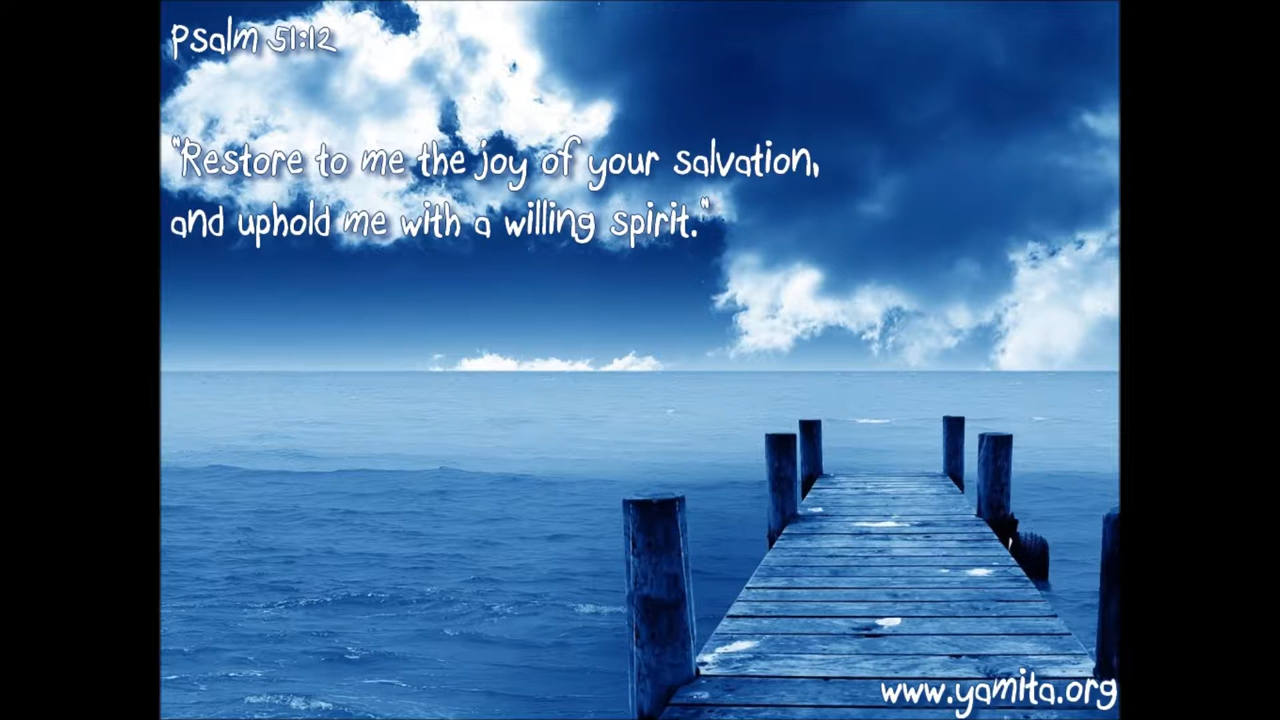 Psalm 51:12
"Restore to me the joy of your salvation,
and uphold me with a willing spirit."
www.yamita.org